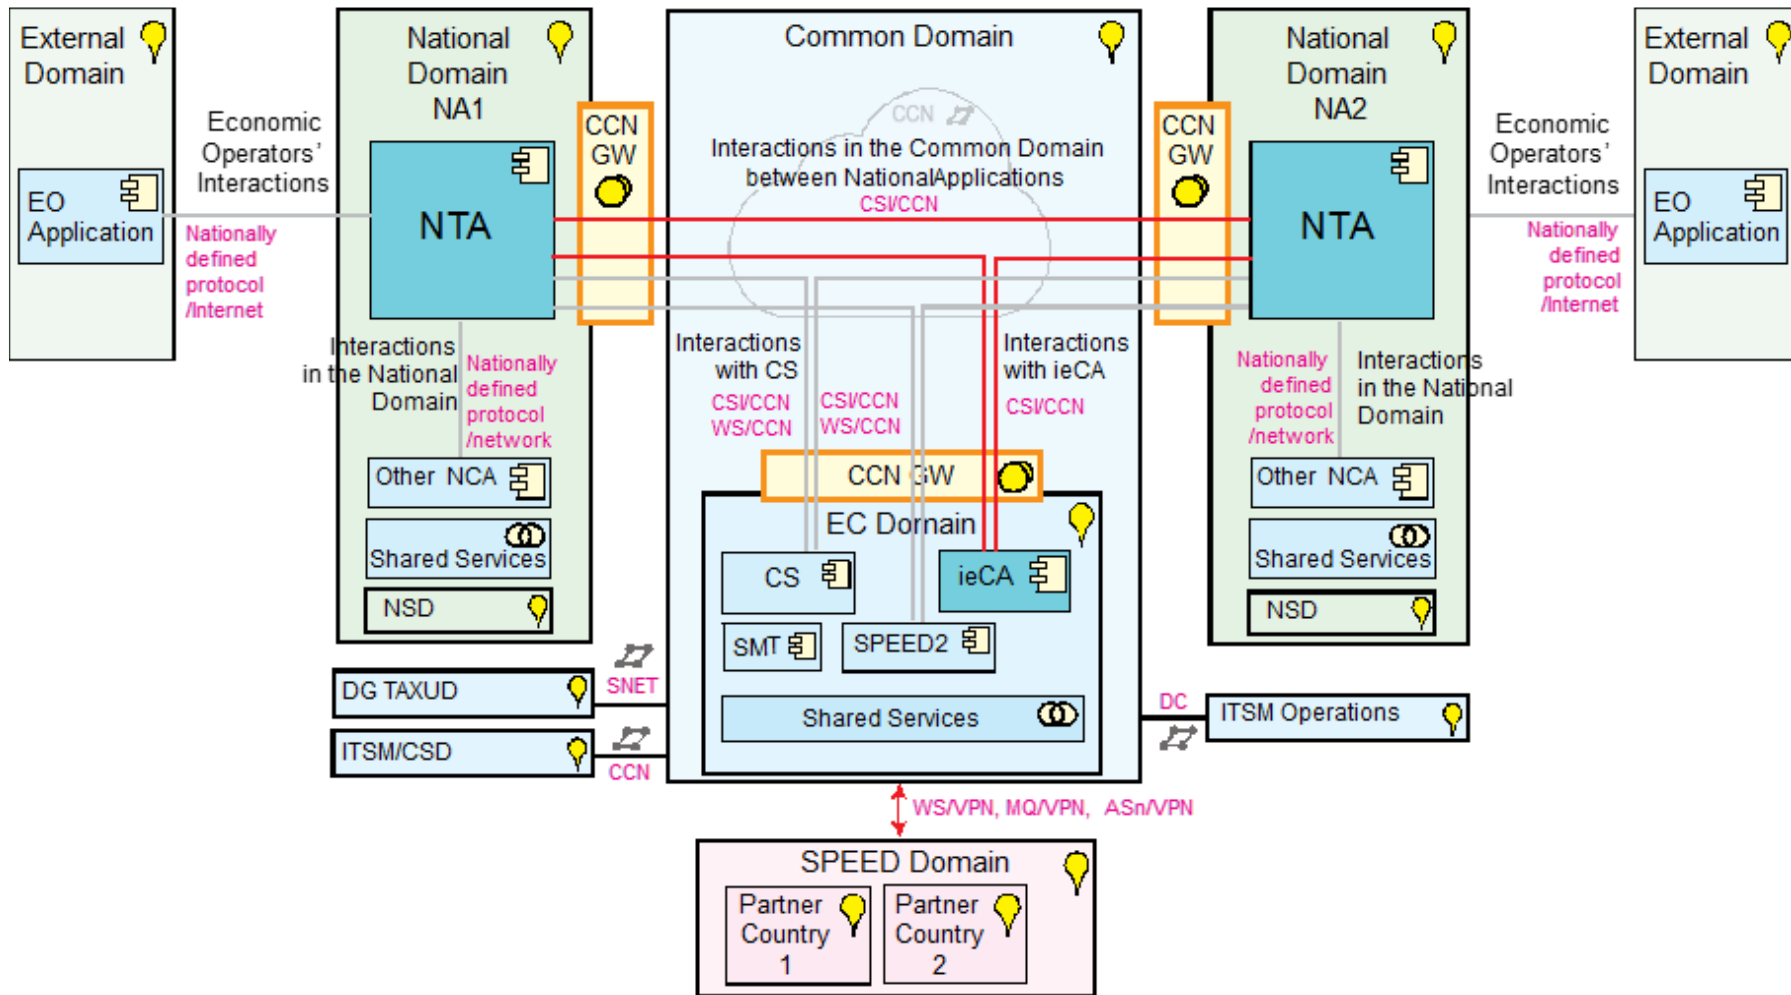 External
Domain
Economic
Operators'
Interactions
EO
Application
Nationally
defined
protocol
/Internet
National
Domain
NA1
CCN
GW
NTA
Interactions
in the National
Domain
Nationally
defined
protocol
/network
Other NCA
Shared Services
NSD
Common Domain
CCN
Interactions in the Common Domain
between NationalApplications
CSI/CCN
Interactions
with CS
CSI/CCN
WS/CCN
CSI/CCN
WS/CCN
Interactions
with ieCA
CSI/CCN
CCN GW
EC Domain
CS
ieCA
SMT
SPEED2
Shared Services
National
Domain
NA2
CCN
GW
NTA
Nationally
defined
protocol
/network
Interactions
in the National
Domain
Other NCA
Shared Services
NSD
External
Domain
Economic
Operators'
Interactions
EO
Application
Nationally
defined
protocol
/Internet
DG TAXUD
SNET
ITSM/CSD
CCN
DC
ITSM Operations
WS/VPN, MQ/VPN, ASn/VPN
SPEED Domain
Partner
Country
1
Partner
Country
2